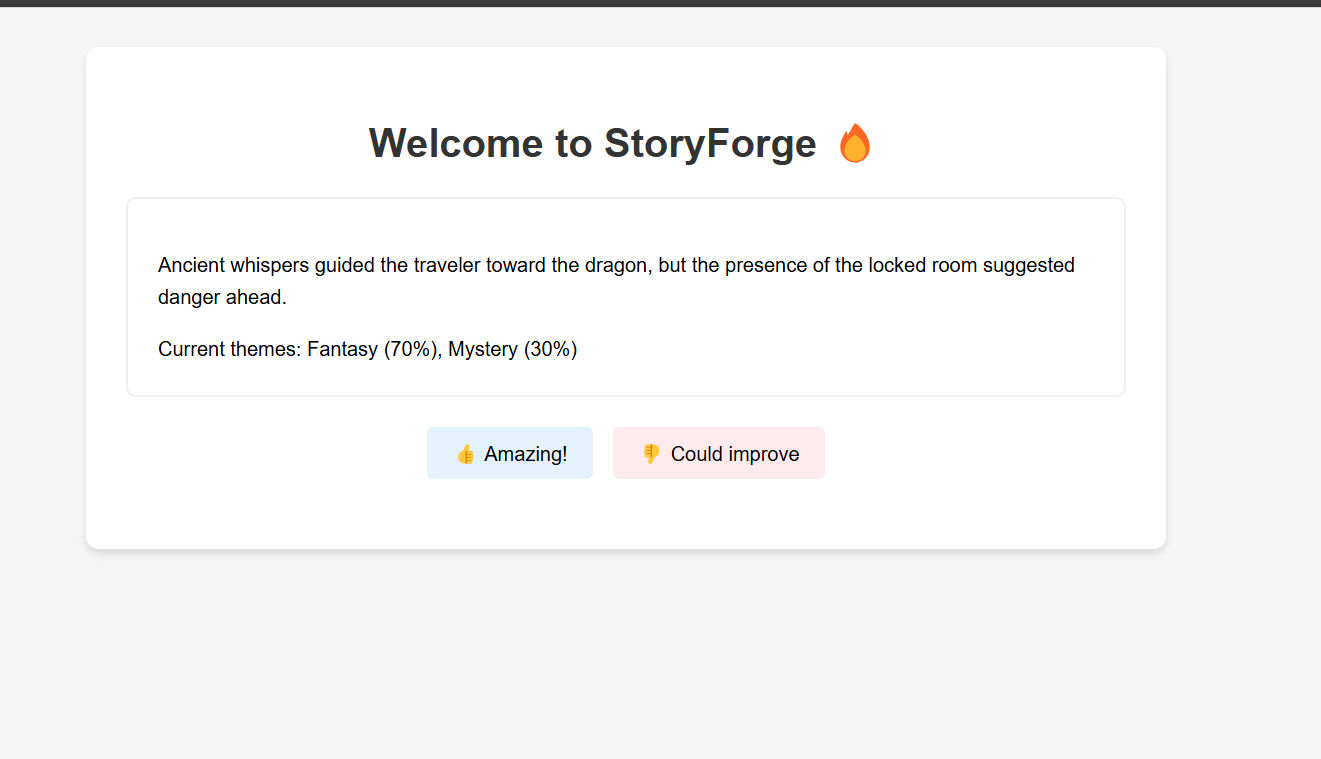 Welcome to StoryForge 🔥
Ancient whispers guided the traveler toward the dragon, but the presence of the locked room suggested
danger ahead.
Current themes: Fantasy (70%), Mystery (30%)
👍 Amazing!
👎 Could improve